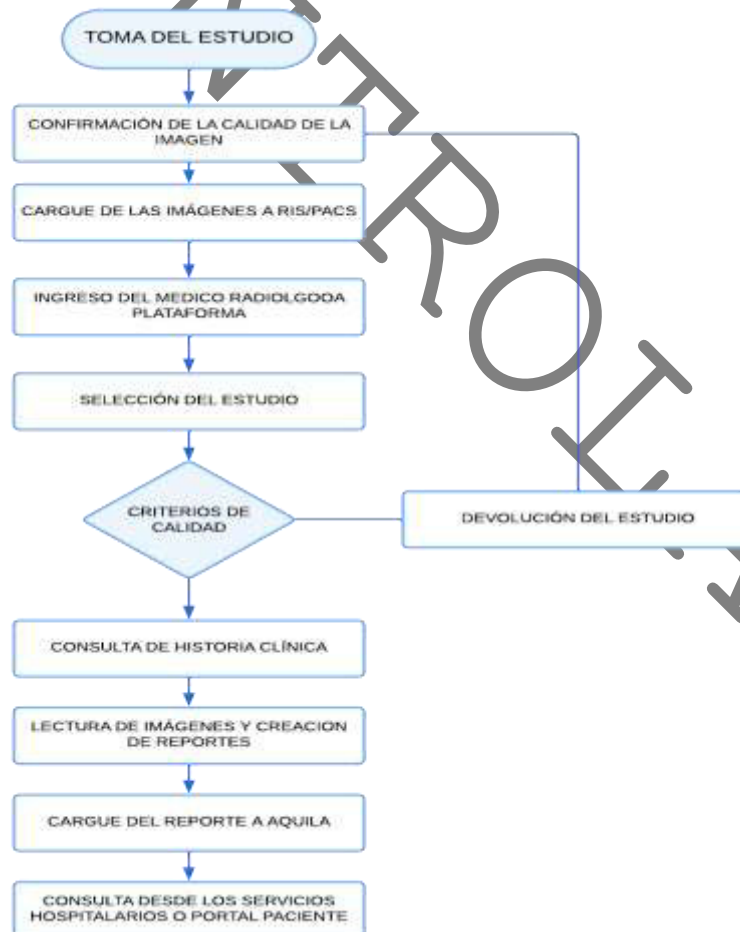 TOMA DEL ESTUDIO
CONFIRMACIÓN DE LA CALIDAD DE LA
IMAGEN
CARGUE DE LAS IMÁGENES A RIS/PACS
INGRESO DEL MEDICO RADIOLGOOA
PLATAFORMA
SELECCIÓN DEL ESTUDIO
CRITERIOS DE
CALIDAD
DEVOLUCIÓN DEL ESTUDIO
CONSULTA DE HISTORIA CLÍNICA
LECTURA DE IMÁGENES Y CREACION
DE REPORTES
CARGUE DEL REPORTE A AQUILA
CONSULTA DESDE LOS SERVICIOS
HOSPITALARIOS O PORTAL PACIENTE